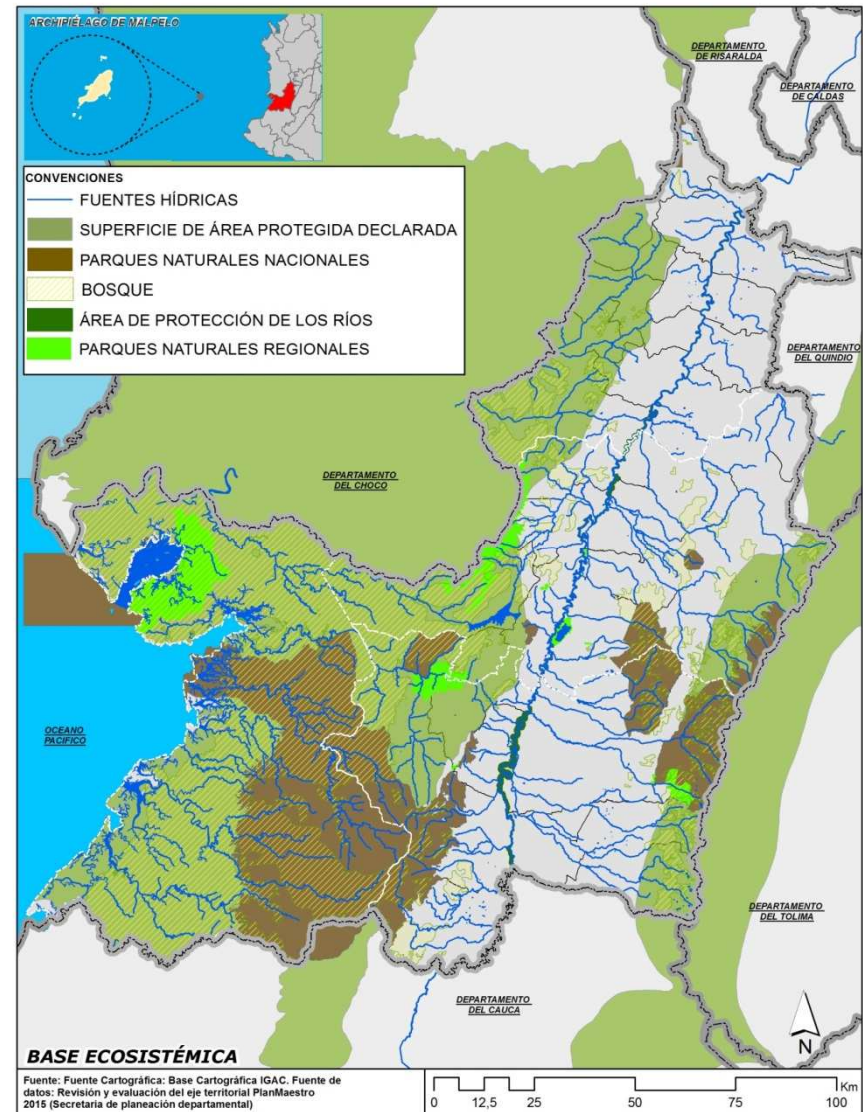 ARCHIPIÉLAGO DE MALPELO
CONVENCIONES
FUENTES HÍDRICAS
SUPERFICIE DE ÁREA PROTEGIDA DECLARADA
PARQUES NATURALES NACIONALES
BOSQUE
ÁREA DE PROTECCIÓN DE LOS RÍOS
PARQUES NATURALES REGIONALES
DEPARTAMENTO
DE RISARALDA
DEPARTAMENTO
DE CALDAS
DEPARTAMENTO
DEL QUINDIO
DEPARTAMENTO
DEL CHOCO
OCEANO
PACIFICO
DEPARTAMENTO
DEL TOLIMA
DEPARTAMENTO
DEL CAUCA
N
BASE ECOSISTÉMICA
Fuente: Fuente Cartográfica: Base Cartográfica IGAC. Fuente de
datos: Revisión y evaluación del eje territorial PlanMaestro
2015 (Secretaria de planeación departamental)
Km
0 12,5 25 50 75 100